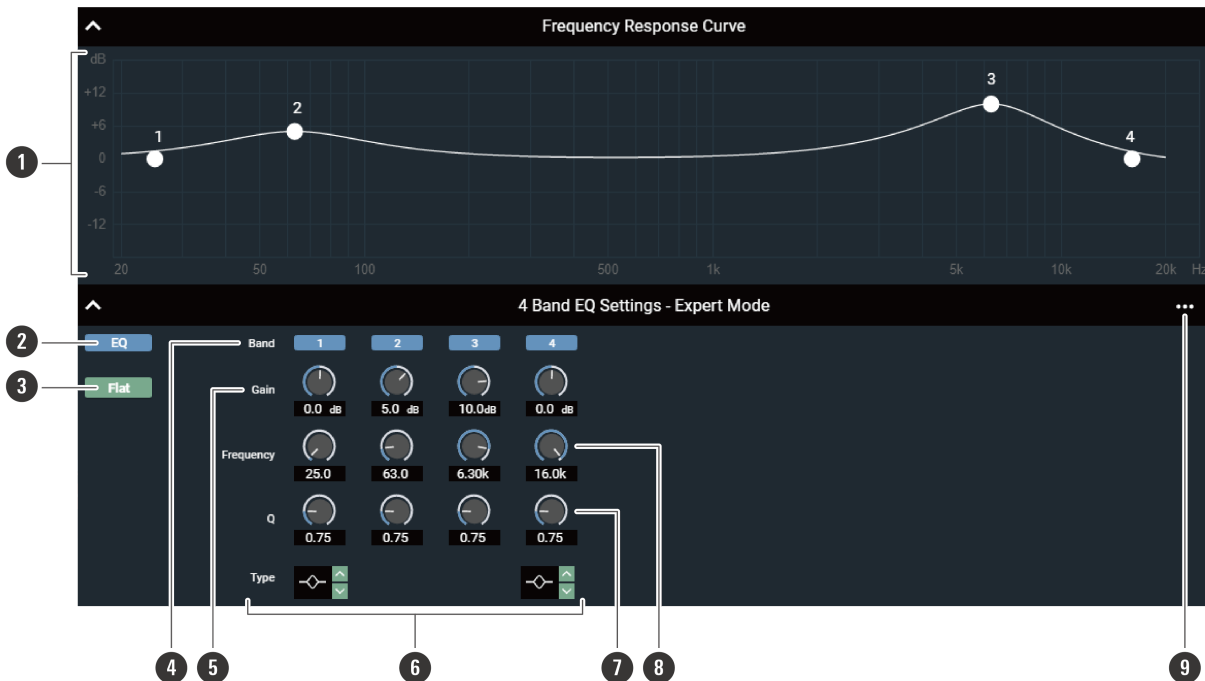 Frequency Response Curve
dB
+12
+6
0
-6
-12
1
2
3
4
20 50 100 500 1k 5k 10k 20k Hz
1
4 Band EQ Settings - Expert Mode
2 EQ Band 1 2 3 4
3 Flat Gain
0.0 dB 5.0 dB 10.0dB 0.0 dB
Frequency
25.0 63.0 6.30k 16.0k
Q
0.75 0.75 0.75 0.75
Type
4 5 6 7 8 9